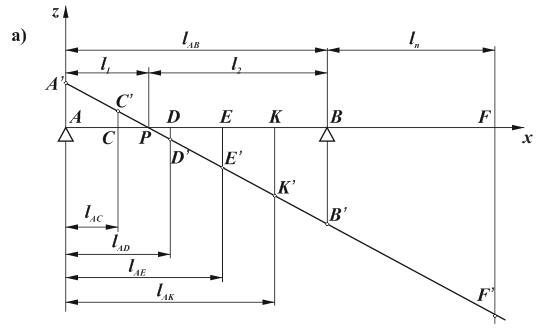 z
а)
l_AB
l_n
l_1
l_2
A'
A
C'
D
E
K
B
F
C
P
x
D'
E'
K'
B'
l_AC
l_AD
l_AE
l_AK
F'